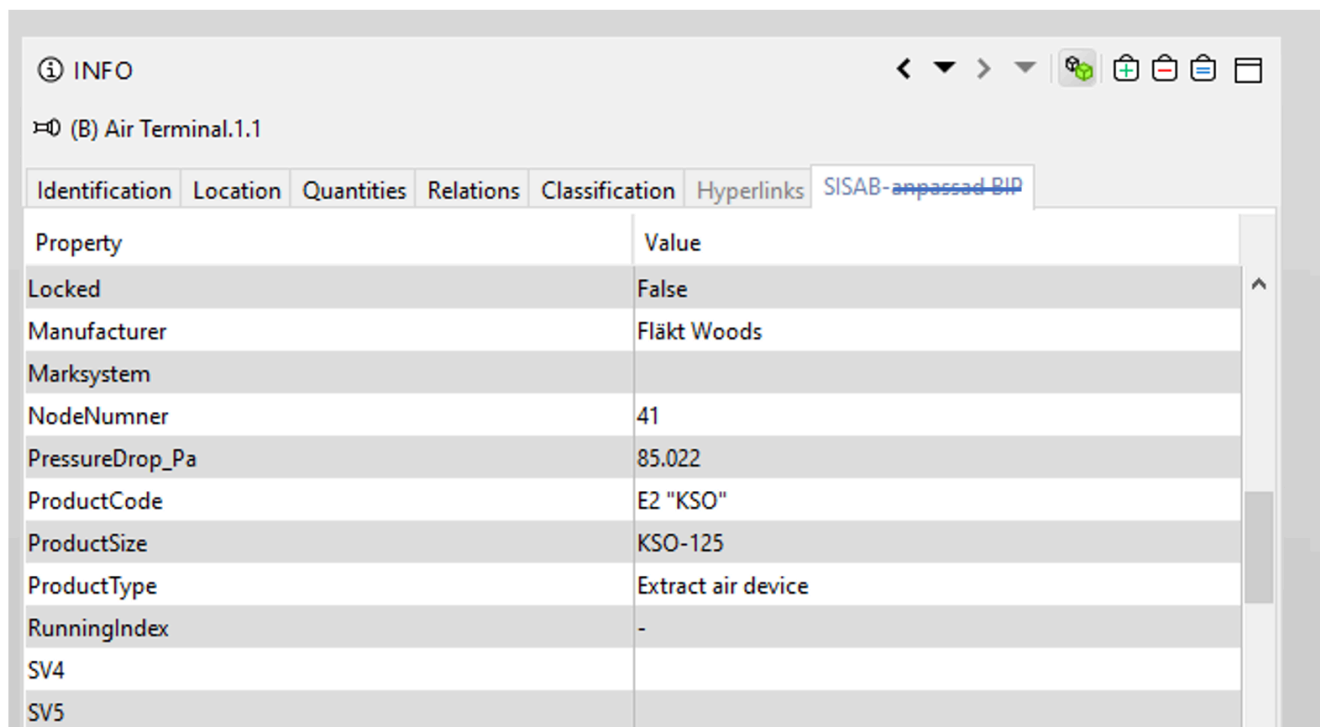 INFO
(B) Air Terminal.1.1
Identification Location Quantities Relations Classification Hyperlinks SISAB-anpassad BIP
Property Value
Locked False
Manufacturer Fläkt Woods
Marksystem
NodeNumner 41
PressureDrop_Pa 85.022
ProductCode E2 "KSO"
ProductSize KSO-125
ProductType Extract air device
RunningIndex -
SV4
SV5